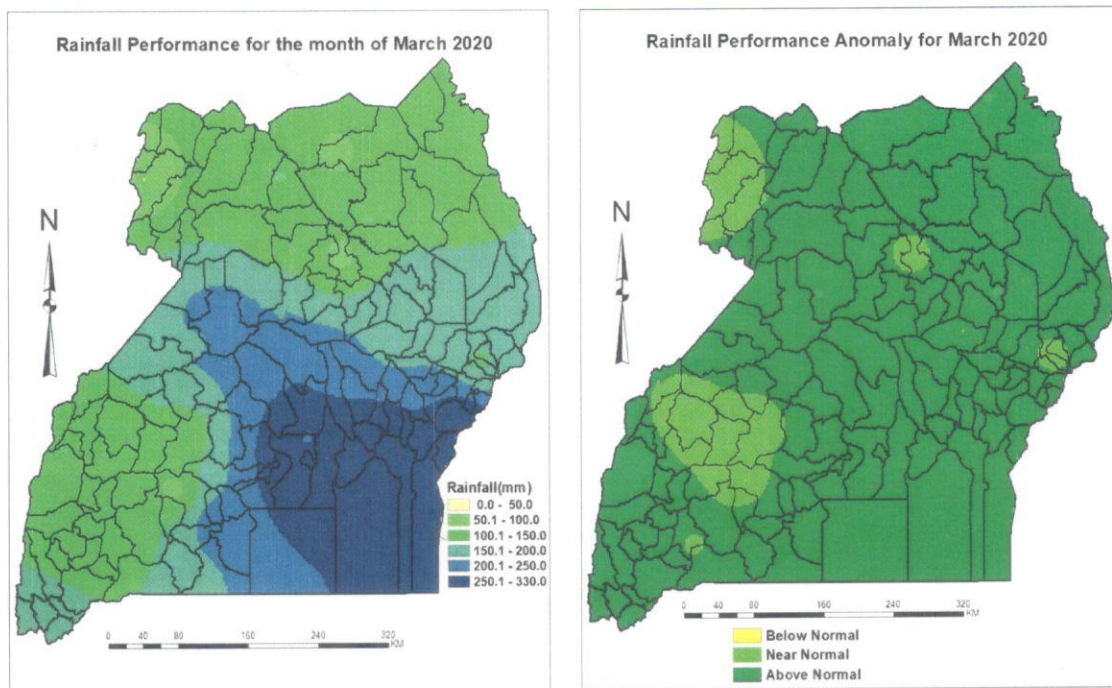 Rainfall Performance for the month of March 2020
N
Rainfall(mm)
0.0 - 50.0
50.1 - 100.0
100.1 - 150.0
150.1 - 200.0
200.1 - 250.0
250.1 - 330.0
0 20 40 80 160 240 320
KM
Rainfall Performance Anomaly for March 2020
N
0 20 40 80 160 240 320
KM
Below Normal
Near Normal
Above Normal